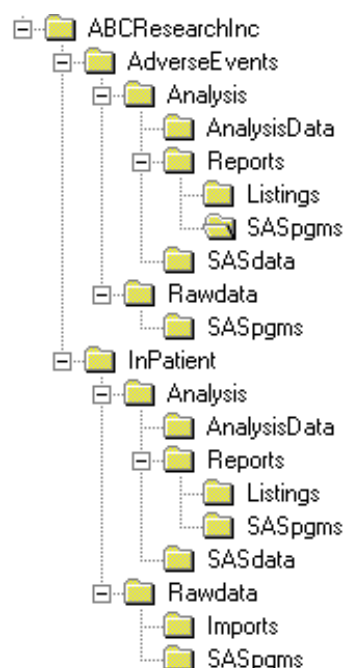 ABCResearchInc
AdverseEvents
Analysis
AnalysisData
Reports
Listings
SASpgms
SASdata
Rawdata
SASpgms
InPatient
Analysis
AnalysisData
Reports
Listings
SASpgms
SASdata
Rawdata
Imports
SASpgms